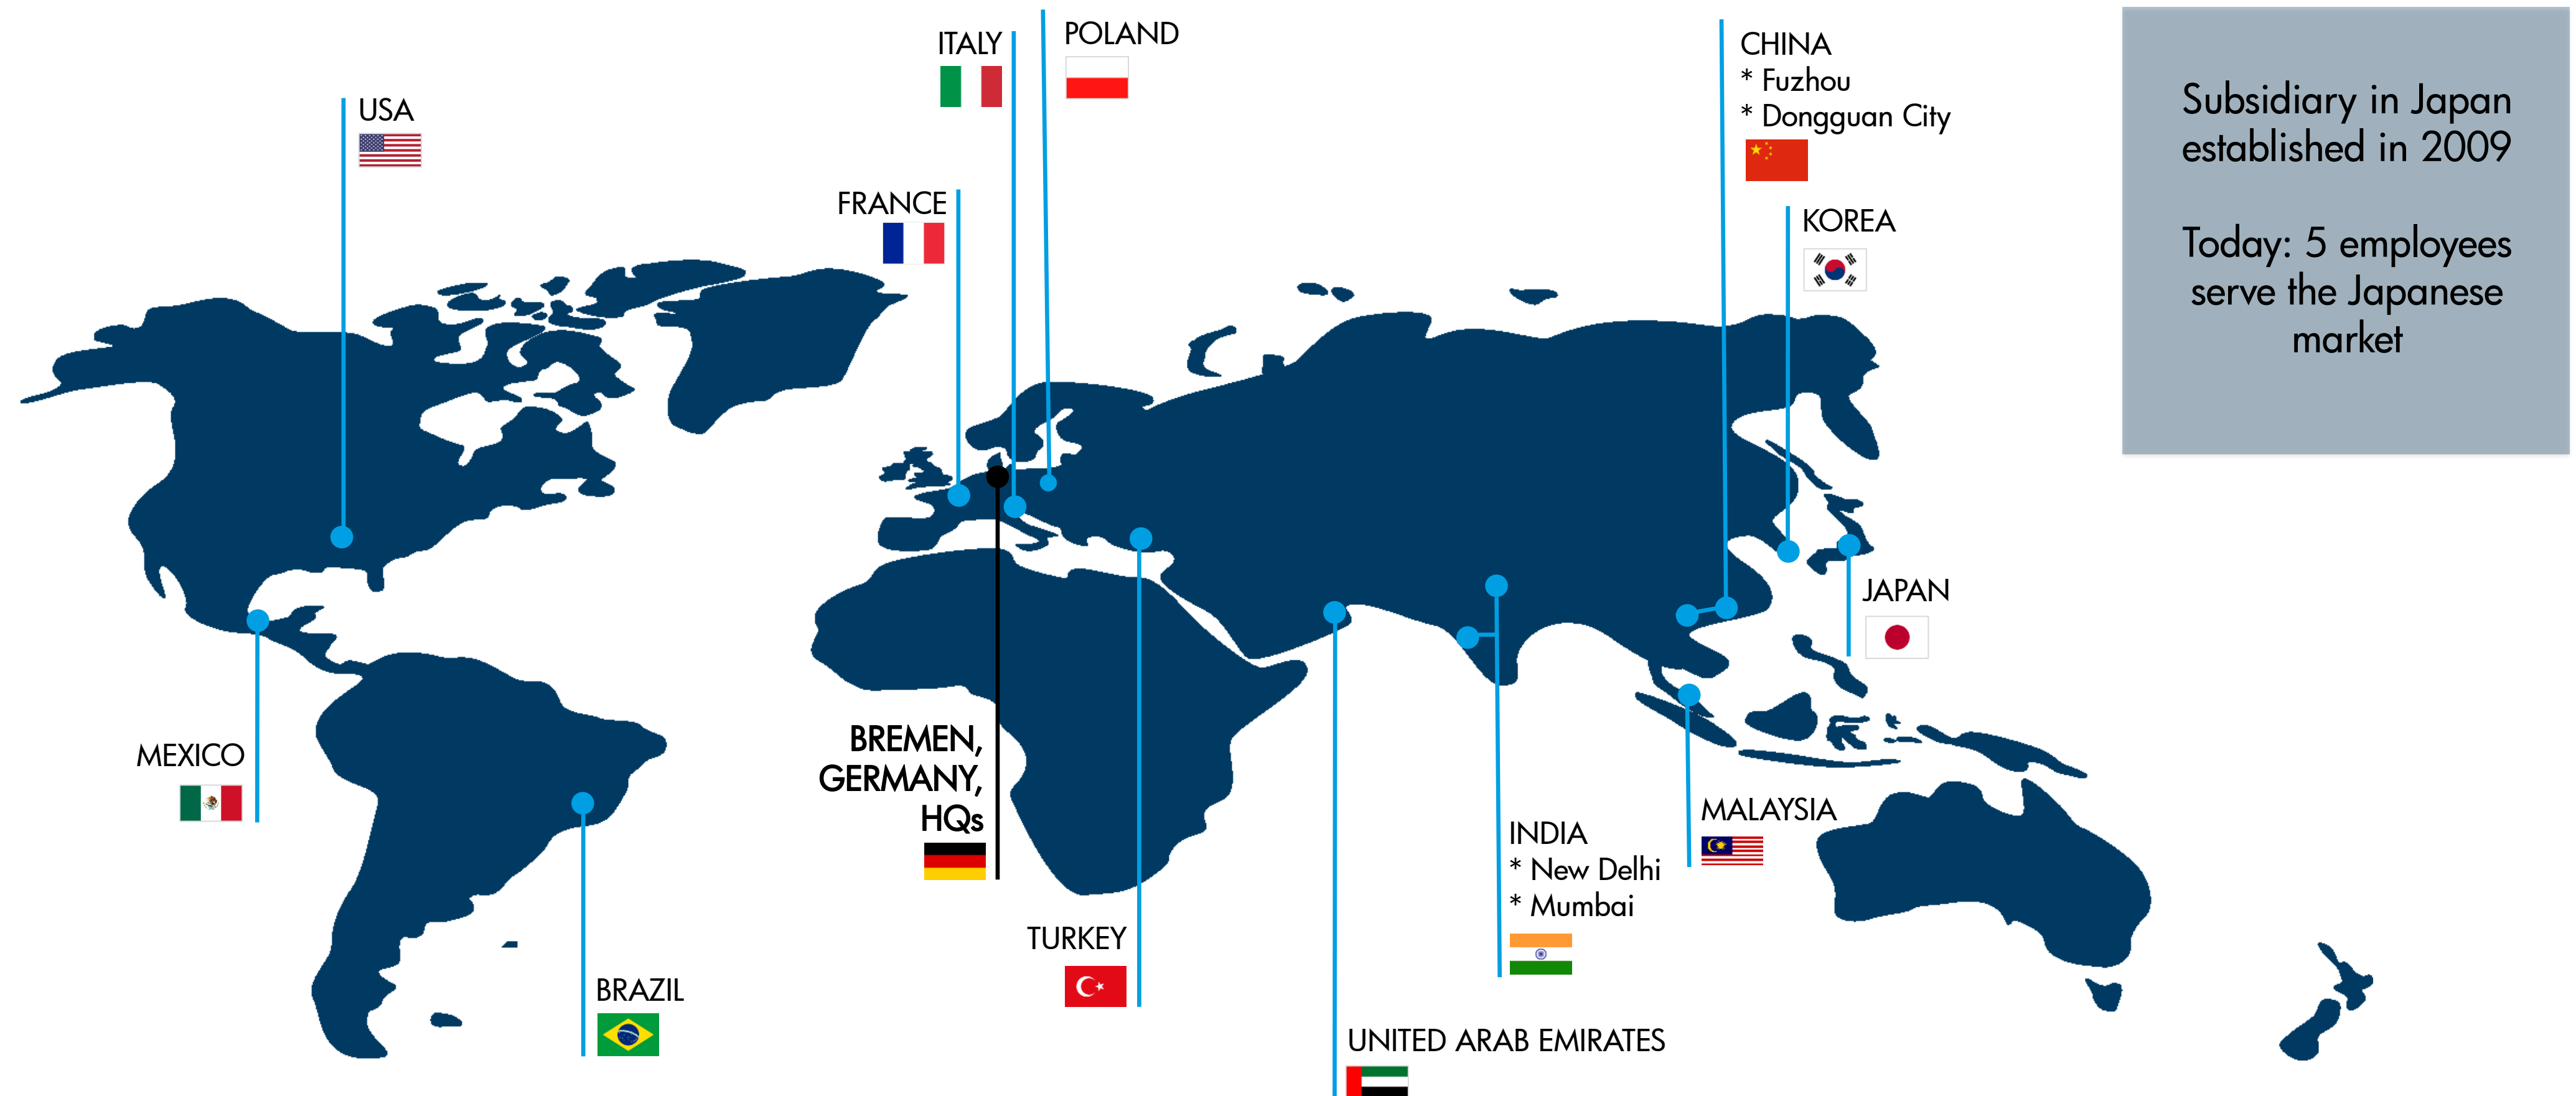 ITALY
POLAND
CHINA
* Fuzhou
* Dongguan City
USA
FRANCE
KOREA
Subsidiary in Japan
established in 2009
Today: 5 employees
serve the Japanese
market
JAPAN
MEXICO
BREMEN,
GERMANY,
HQs
MALAYSIA
INDIA
* New Delhi
* Mumbai
TURKEY
BRAZIL
UNITED ARAB EMIRATES